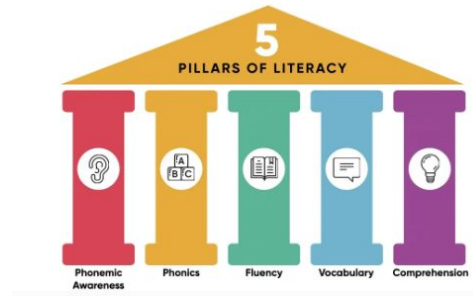 5
PILLARS OF LITERACY
A
B C
Phonemic
Awareness
Phonics
Fluency
Vocabulary
Comprehension